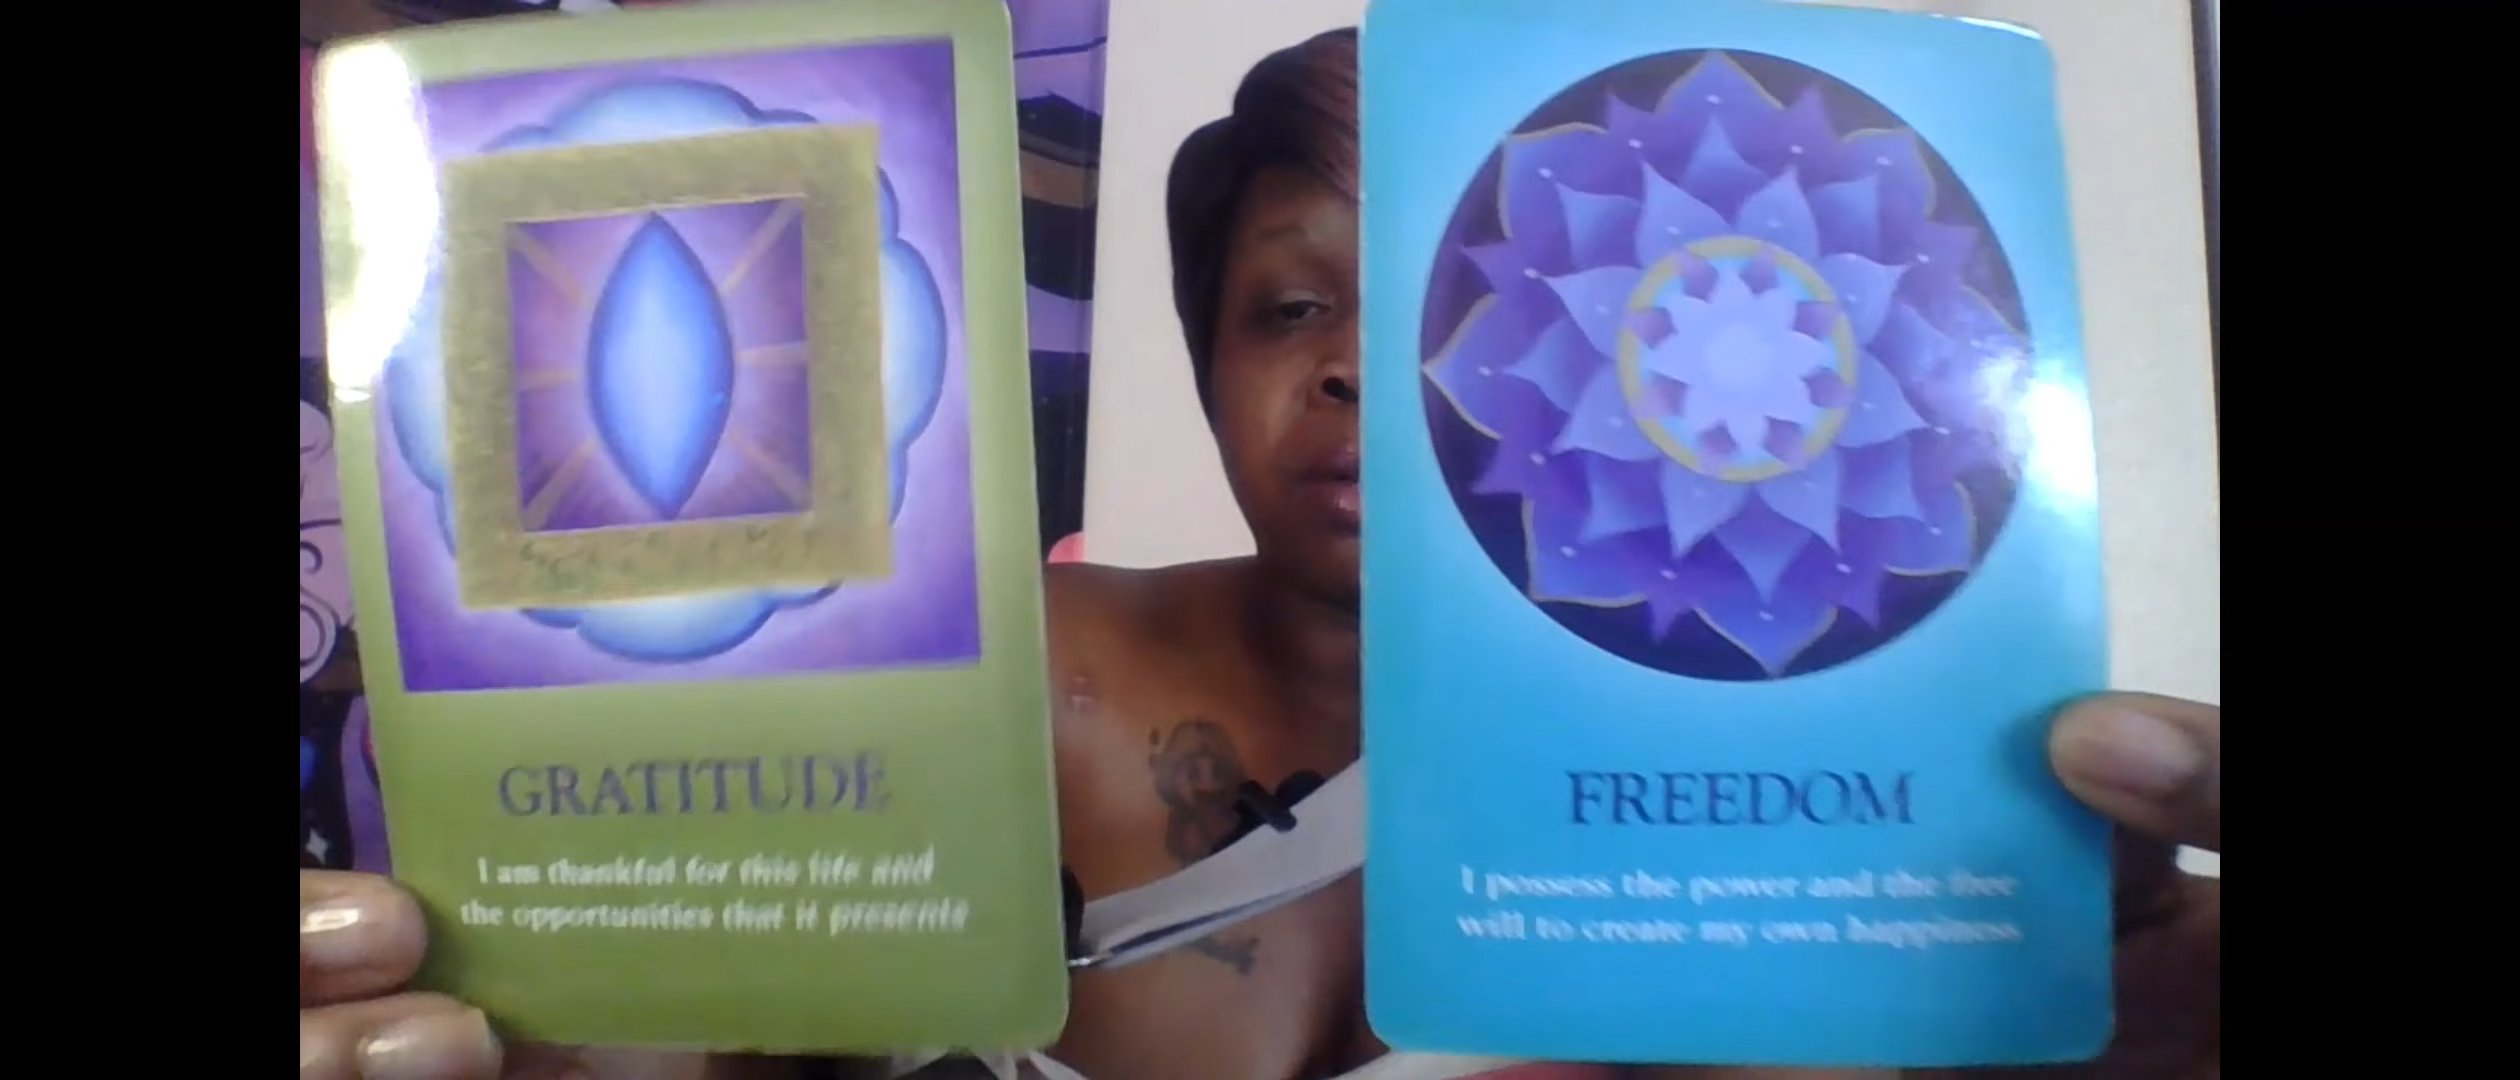 GRATITUDE
I am thankful for this life and
the opportunities that it presents
FREEDOM
I possess the power and the free
will to create my own happiness